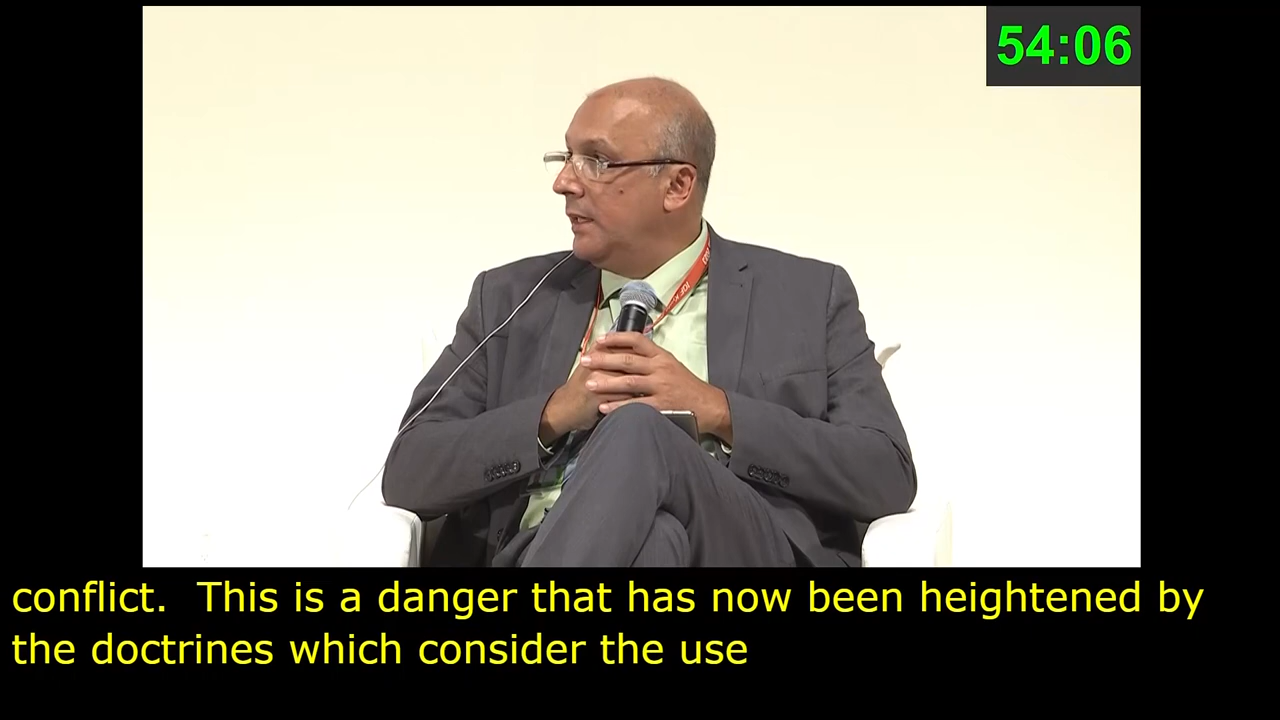 54:06
conflict.  This is a danger that has now been heightened by
the doctrines which consider the use